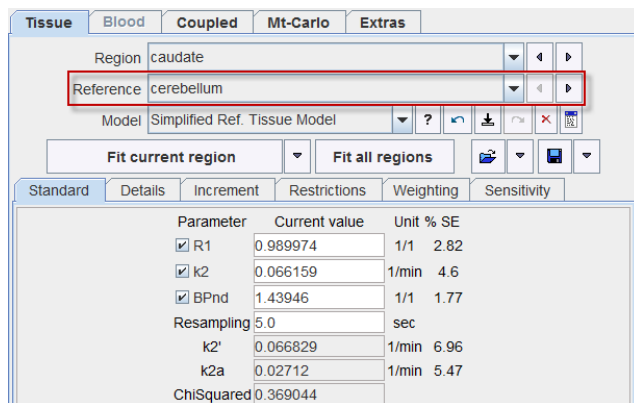 Tissue Blood Coupled Mt-Carlo Extras
Region caudate
Reference cerebellum
Model Simplified Ref. Tissue Model ?
Fit current region Fit all regions
Standard Details Increment Restrictions Weighting Sensitivity
Parameter Current value Unit % SE
R1 0.989974 1/1 2.82
k2 0.066159 1/min 4.6
BPnd 1.43946 1/1 1.77
Resampling 5.0 sec
k2' 0.066829 1/min 6.96
k2a 0.02712 1/min 5.47
ChiSquared 0.369044